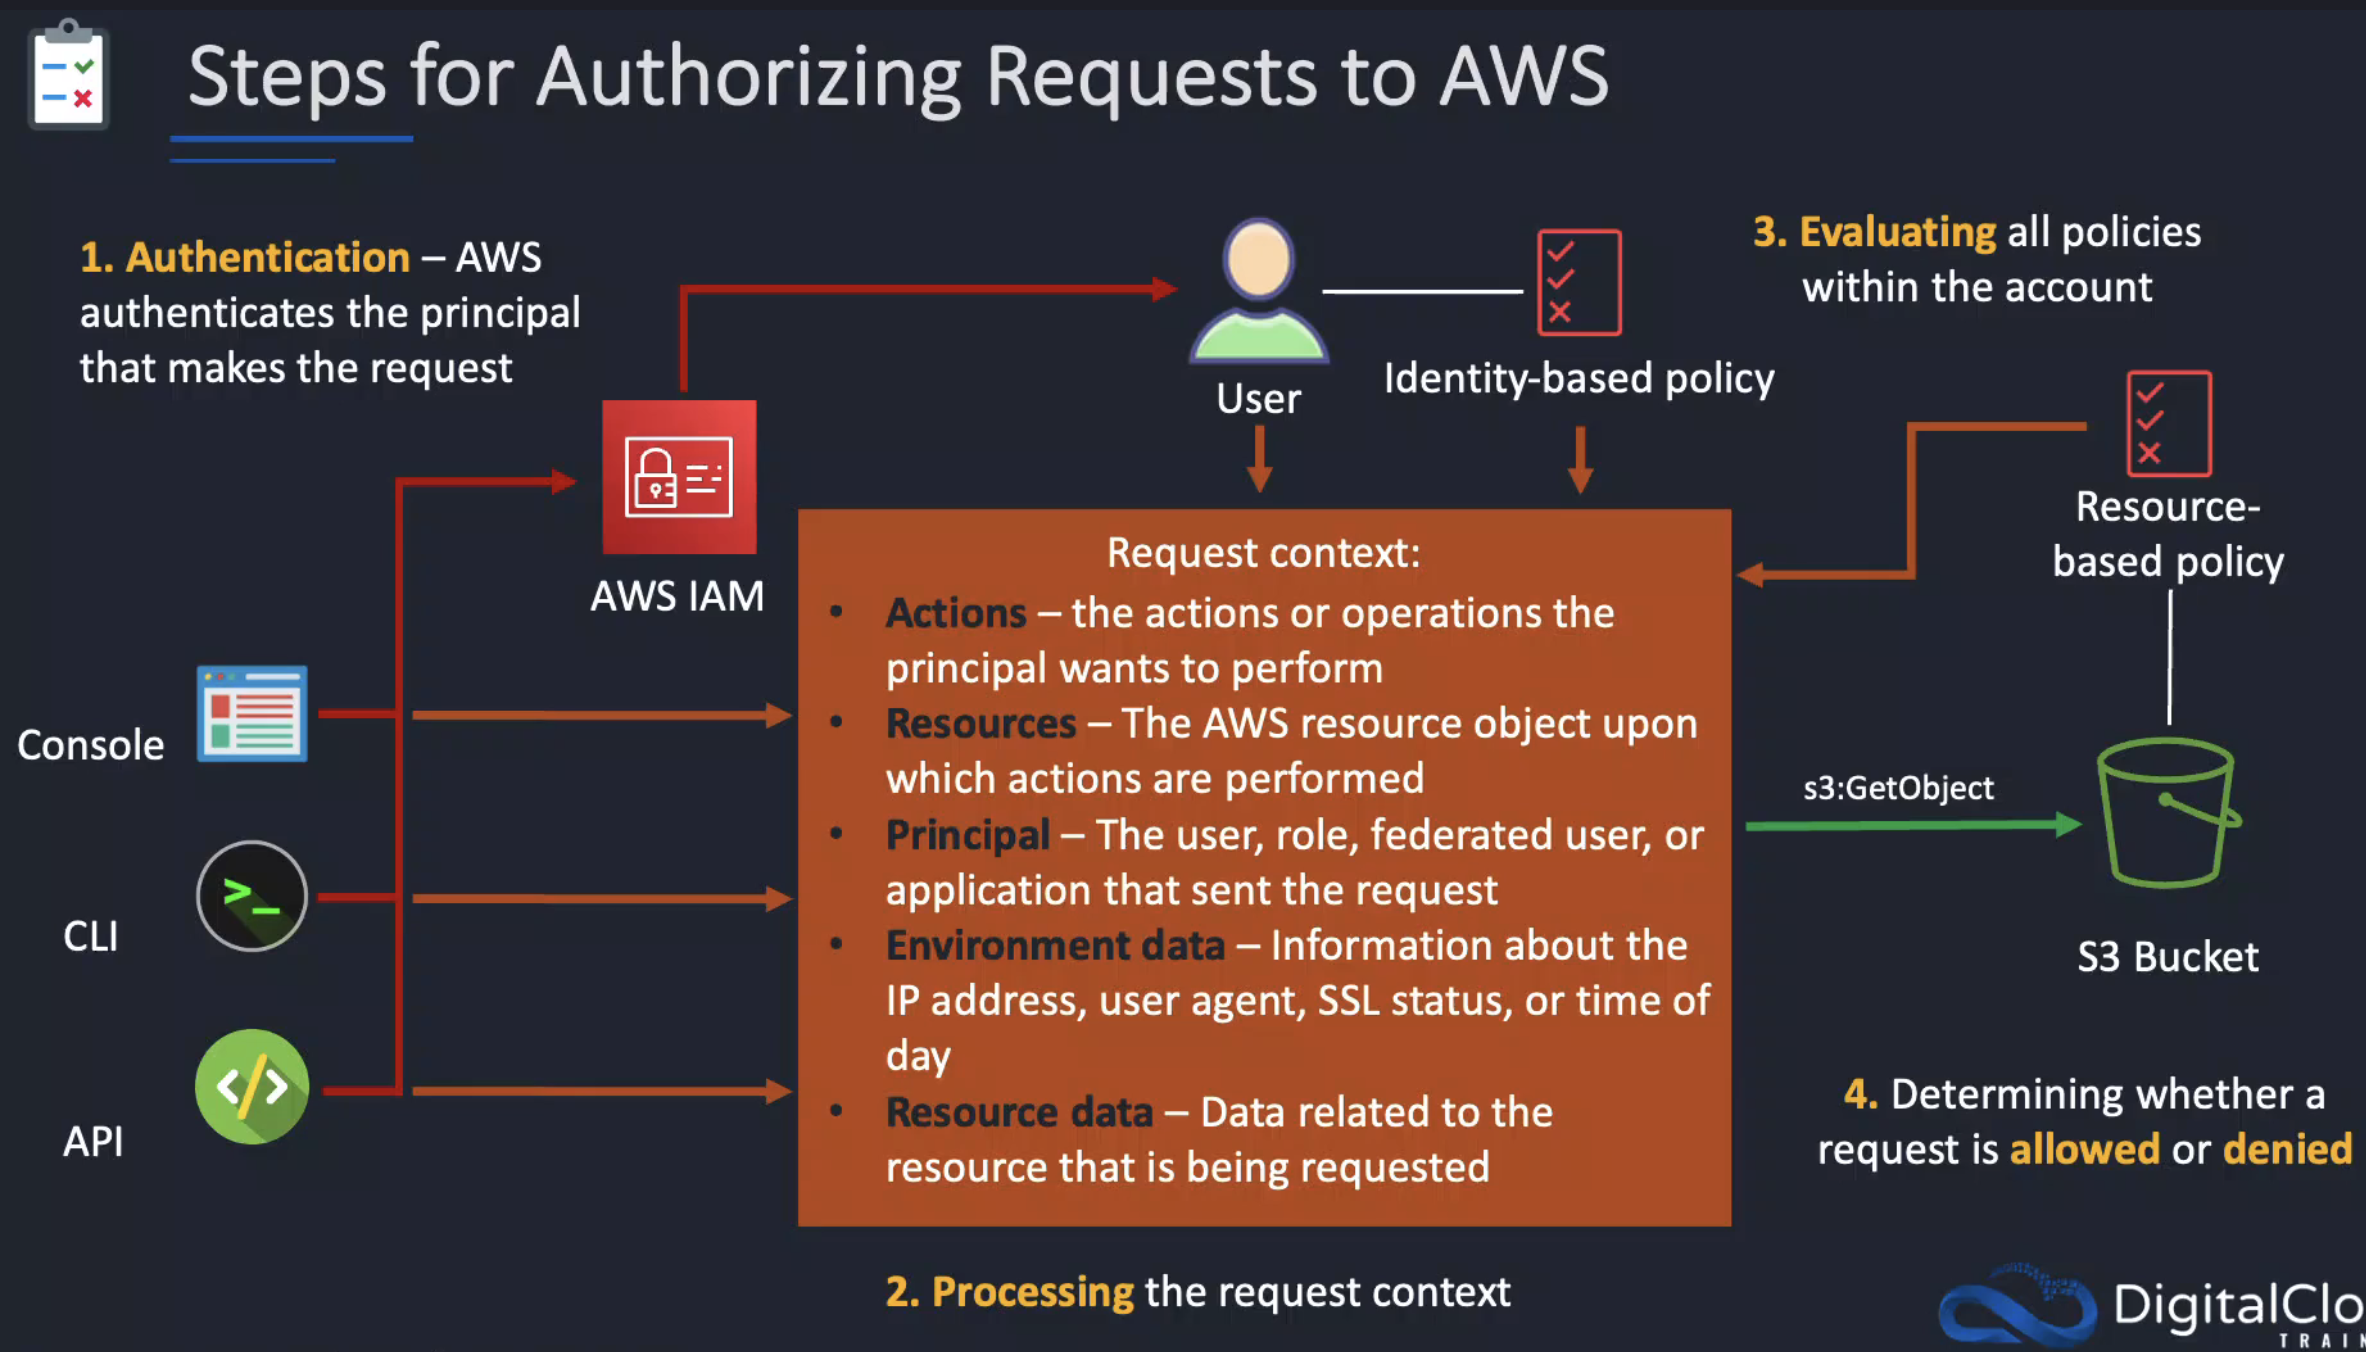 Steps for Authorizing Requests to AWS
1. Authentication – AWS
authenticates the principal
that makes the request
3. Evaluating all policies
within the account
User
Identity-based policy
Resource-
based policy
AWS IAM
Request context:
• Actions – the actions or operations the
principal wants to perform
• Resources – The AWS resource object upon
which actions are performed
• Principal – The user, role, federated user, or
application that sent the request
• Environment data – Information about the
IP address, user agent, SSL status, or time of
day
• Resource data – Data related to the
resource that is being requested
Console
CLI
API
s3:GetObject
S3 Bucket
4. Determining whether a
request is allowed or denied
2. Processing the request context
DigitalClo
TRAIN